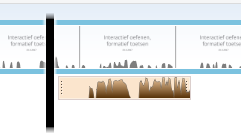 Interactief oefenen,
formatief toetsen
Interactief oefenen,
formatief toetsen
Interactief oefenen,
formatief toetsen